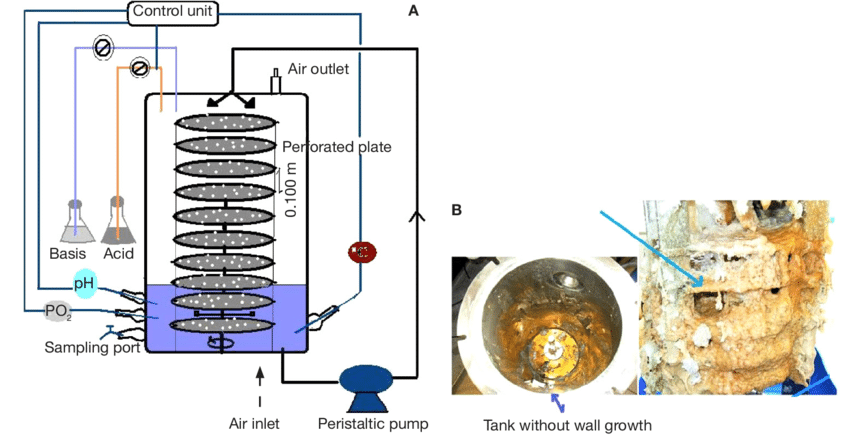 Control unit
A
Air outlet
Perforated plate
0.100 m
B
Basis
Acid
pH
PO2
Sampling port
Air inlet
Peristaltic pump
Tank without wall growth